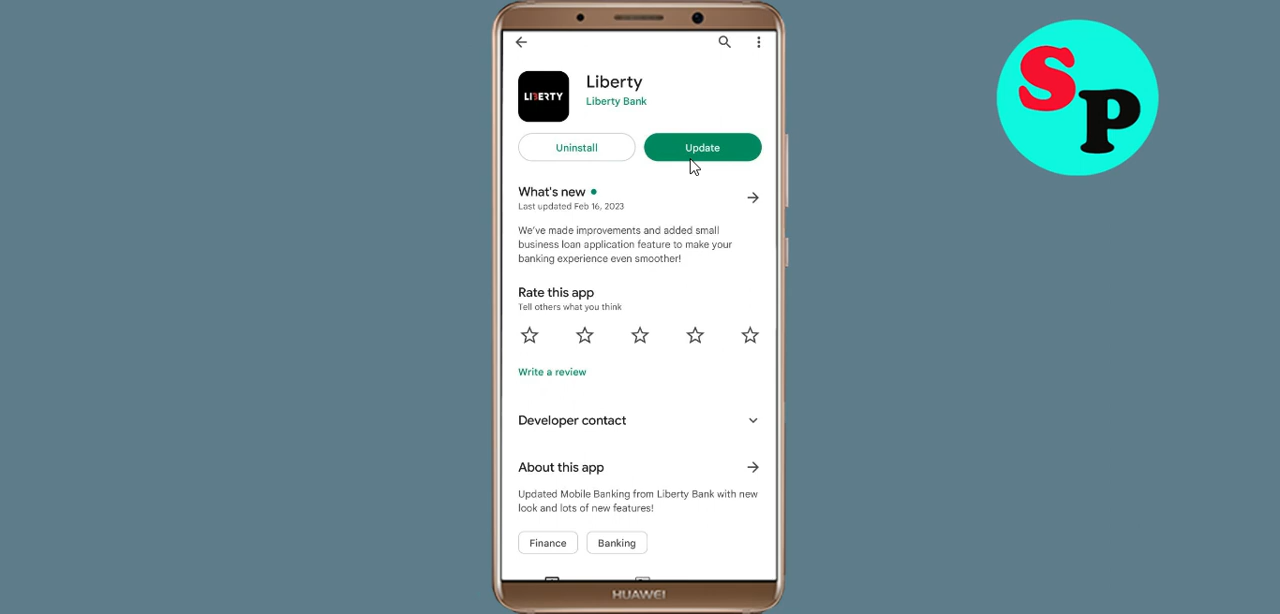 Liberty
LIBERTY
Liberty Bank
Uninstall
Update
What's new
Last updated Feb 16, 2023
We've made improvements and added small
business loan application feature to make your
banking experience even smoother!
Rate this app
Tell others what you think
Write a review
Developer contact
About this app
Updated Mobile Banking from Liberty Bank with new
look and lots of new features!
Finance
Banking
HUAWEI
SP